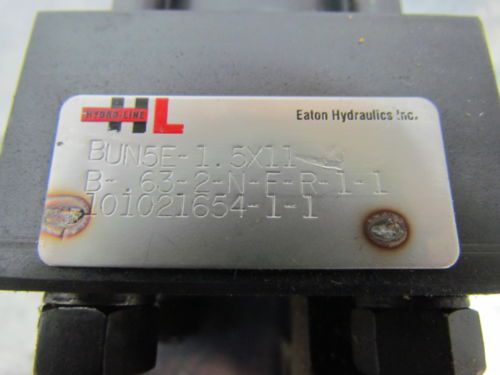 HYDRO-LINE HL
Eaton Hydraulics Inc.
BUN5E-1.5X11
B-.63-2-N-F-R-1-1
101021654-1-1